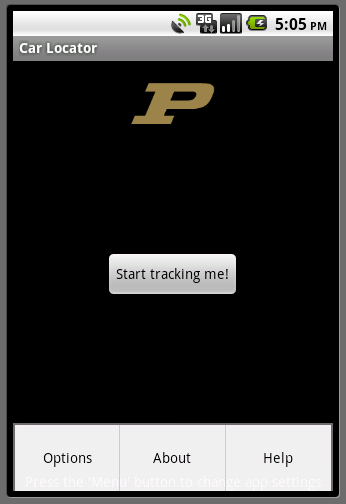 3G 5:05 PM
Car Locator
P
Start tracking me!
Options About Help
Press the 'Menu' button to change app settings